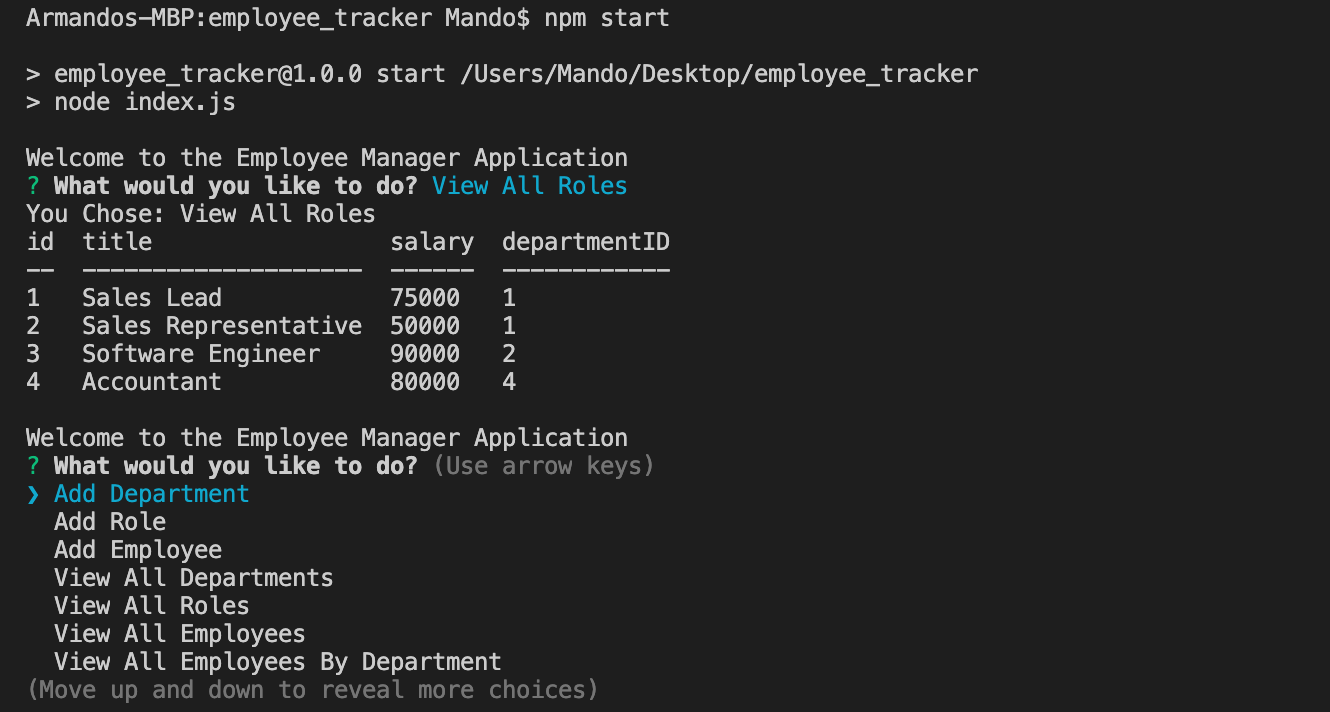 Armandos-MBP:employee_tracker Mando$ npm start
> employee_tracker@1.0.0 start /Users/Mando/Desktop/employee_tracker
> node index.js
Welcome to the Employee Manager Application
? What would you like to do? View All Roles
You Chose: View All Roles
id  title                 salary  departmentID
--  --------------------  ------  ------------
1   Sales Lead            75000   1
2   Sales Representative  50000   1
3   Software Engineer     90000   2
4   Accountant            80000   4
Welcome to the Employee Manager Application
? What would you like to do? (Use arrow keys)
❯ Add Department
  Add Role
  Add Employee
  View All Departments
  View All Roles
  View All Employees
  View All Employees By Department
(Move up and down to reveal more choices)